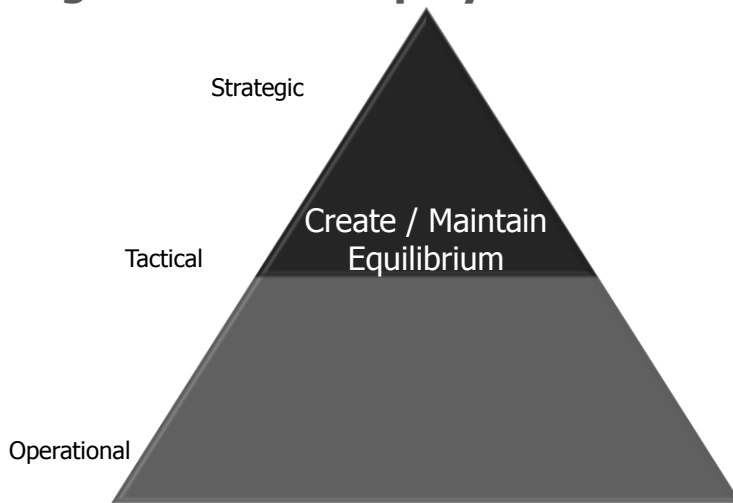 Strategic
Create / Maintain
Equilibrium
Tactical
Operational